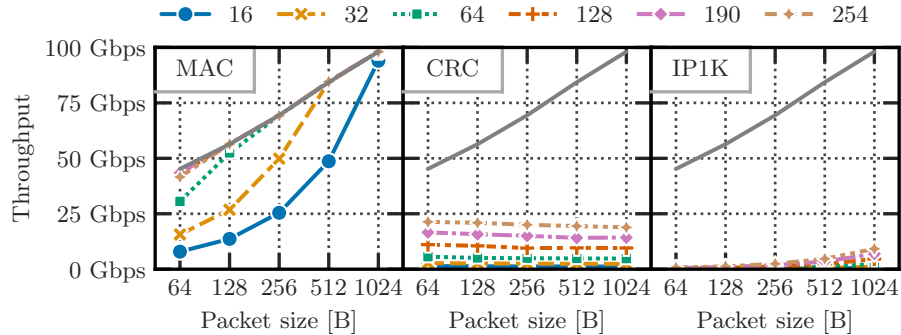 16 32 64 128 190 254
100 Gbps
75 Gbps
50 Gbps
25 Gbps
0 Gbps
Throughput
MAC
CRC
IP1K
64 128 256 512 1024
64 128 256 512 1024
64 128 256 512 1024
Packet size [B]
Packet size [B]
Packet size [B]